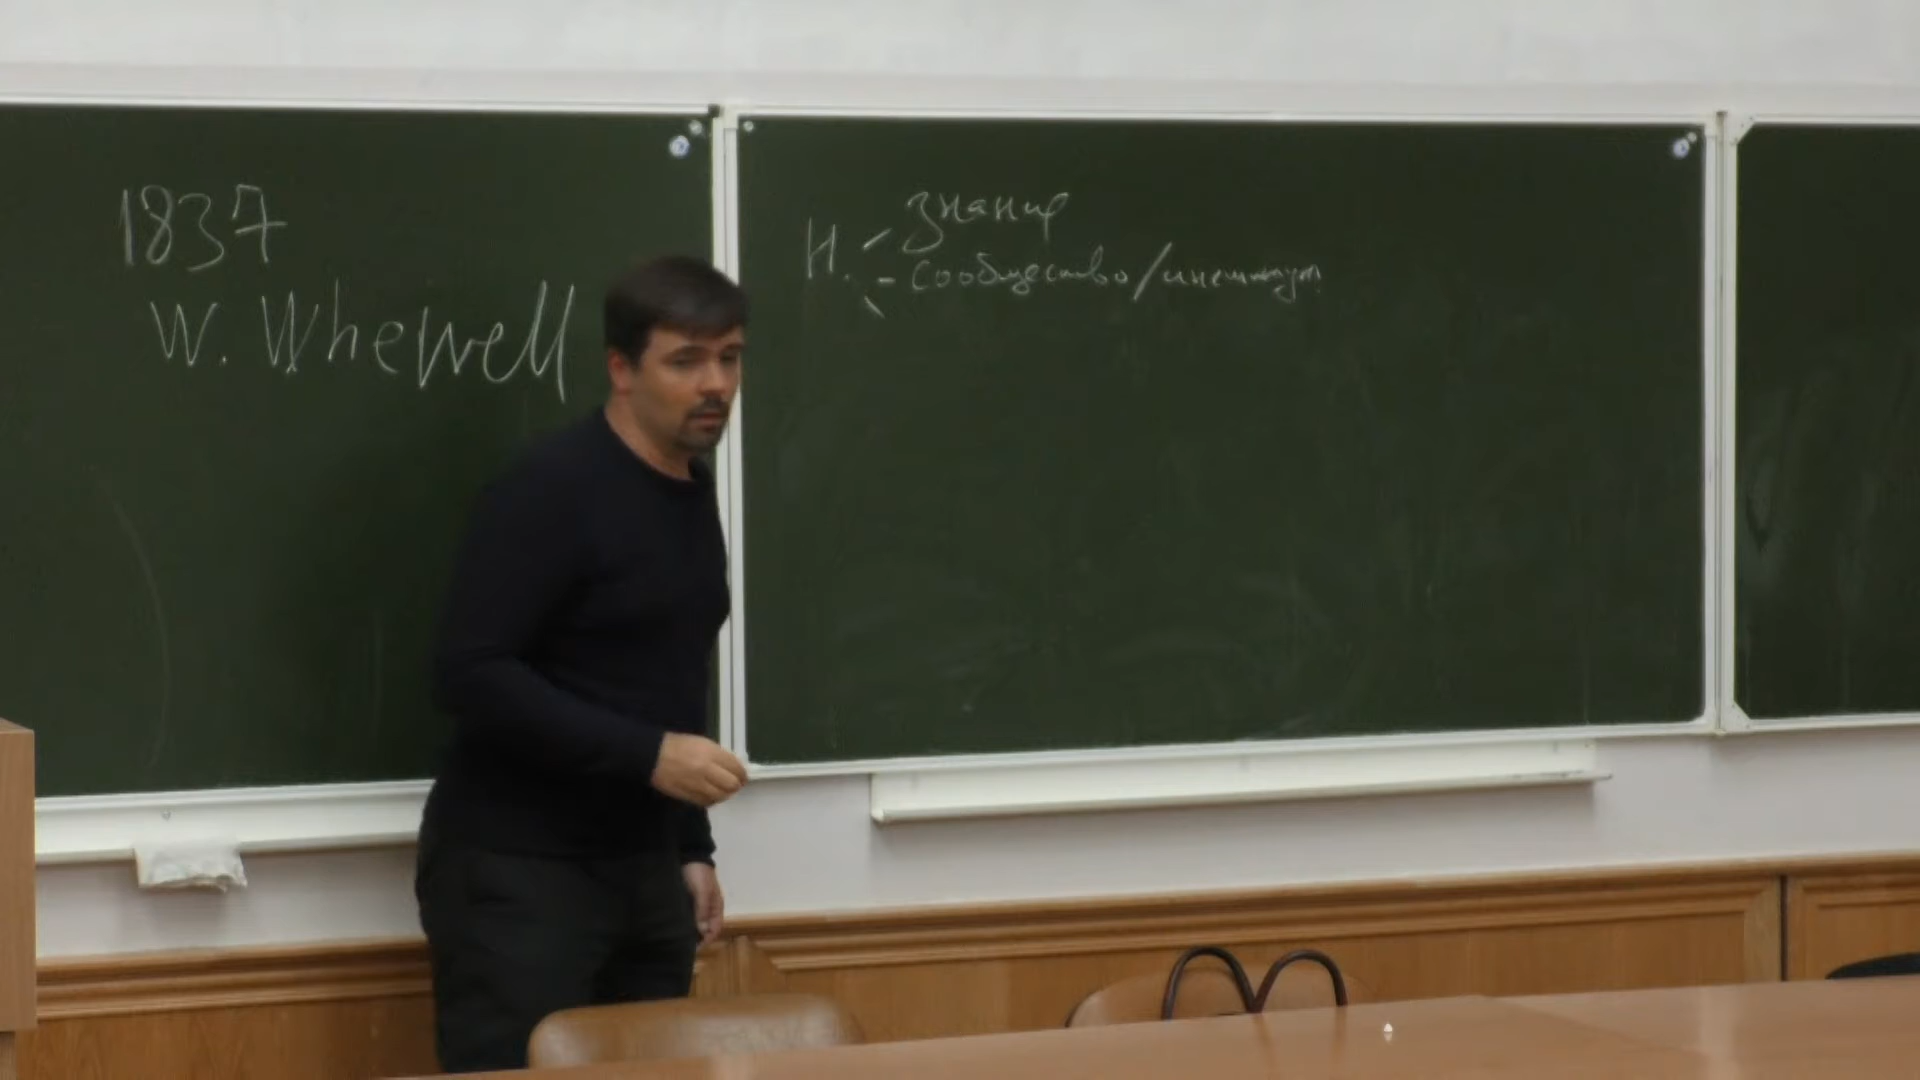 1837
W. Whewell
Н. знание
- сообщество/институт